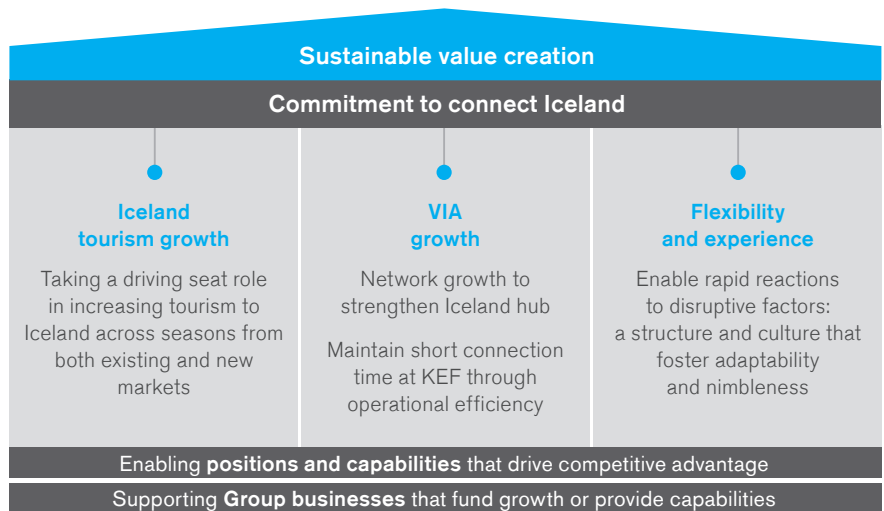 Sustainable value creation
Commitment to connect Iceland
Iceland
tourism growth
Taking a driving seat role
in increasing tourism to
Iceland across seasons from
both existing and new
markets
VIA
growth
Network growth to
strengthen Iceland hub
Maintain short connection
time at KEF through
operational efficiency
Flexibility
and experience
Enable rapid reactions
to disruptive factors:
a structure and culture that
foster adaptability
and nimbleness
Enabling positions and capabilities that drive competitive advantage
Supporting Group businesses that fund growth or provide capabilities